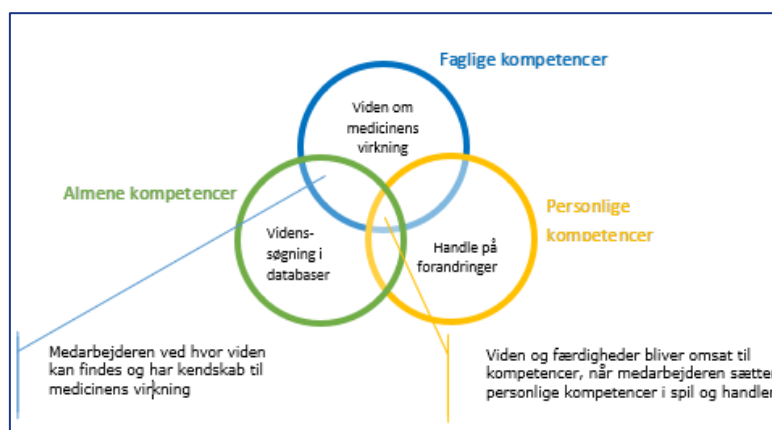 Faglige kompetencer
Viden om
medicinens
virkning
Almene kompetencer
Personlige
kompetencer
Videns-
søgning i
databaser
Handle på
forandringer
Medarbejderen ved hvor viden
kan findes og har kendskab til
medicinens virkning
Viden og færdigheder bliver omsat til
kompetencer, når medarbejderen sætter
personlige kompetencer i spil og handler